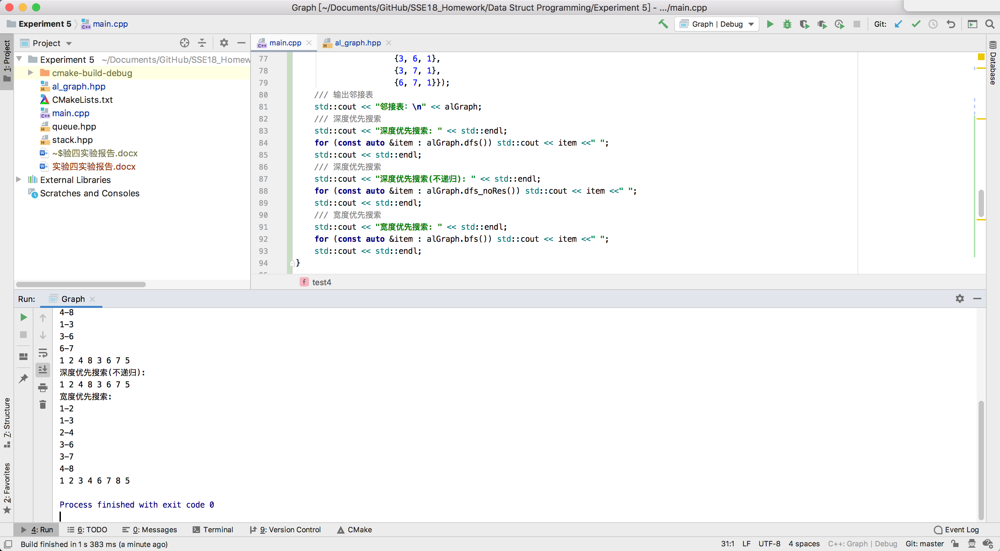 Graph [~/Documents/GitHub/SSE18_Homework/Data Struct Programming/Experiment 5] - .../main.cpp
Experiment 5 main.cpp Graph | Debug Git:
1: Project
Project
Experiment 5 ~/Documents/GitHub/SSE18_Homew
cmake-build-debug
al_graph.hpp
CMakeLists.txt
main.cpp
queue.hpp
stack.hpp
~$验四实验报告.docx
实验四实验报告.docx
External Libraries
Scratches and Consoles
main.cpp al_graph.hpp
77 {3, 6, 1},
78 {3, 7, 1},
79 {6, 7, 1}});
80 /// 输出邻接表
81 std::cout << "邻接表: \n" << alGraph;
82 /// 深度优先搜索
83 std::cout << "深度优先搜索: " << std::endl;
84 for (const auto &item : alGraph.dfs()) std::cout << item <<" ";
85 std::cout << std::endl;
86 /// 深度优先搜索
87 std::cout << "深度优先搜索(不递归): " << std::endl;
88 for (const auto &item : alGraph.dfs_noRes()) std::cout << item <<" ";
89 std::cout << std::endl;
90 /// 宽度优先搜索
91 std::cout << "宽度优先搜索: " << std::endl;
92 for (const auto &item : alGraph.bfs()) std::cout << item <<" ";
93 std::cout << std::endl;
94 }
f test4
Database
Run: Graph
4-8
1-3
3-6
6-7
1 2 4 8 3 6 7 5
深度优先搜索(不递归):
1 2 4 8 3 6 7 5
宽度优先搜索:
1-2
1-3
2-4
3-6
3-7
4-8
1 2 3 4 6 7 8 5
Process finished with exit code 0
7: Structure
2: Favorites
4: Run 6: TODO 0: Messages Terminal 9: Version Control CMake Event Log
Build finished in 1 s 383 ms (a minute ago) 31:1 LF UTF-8 4 spaces C++: Graph | Debug Git: master